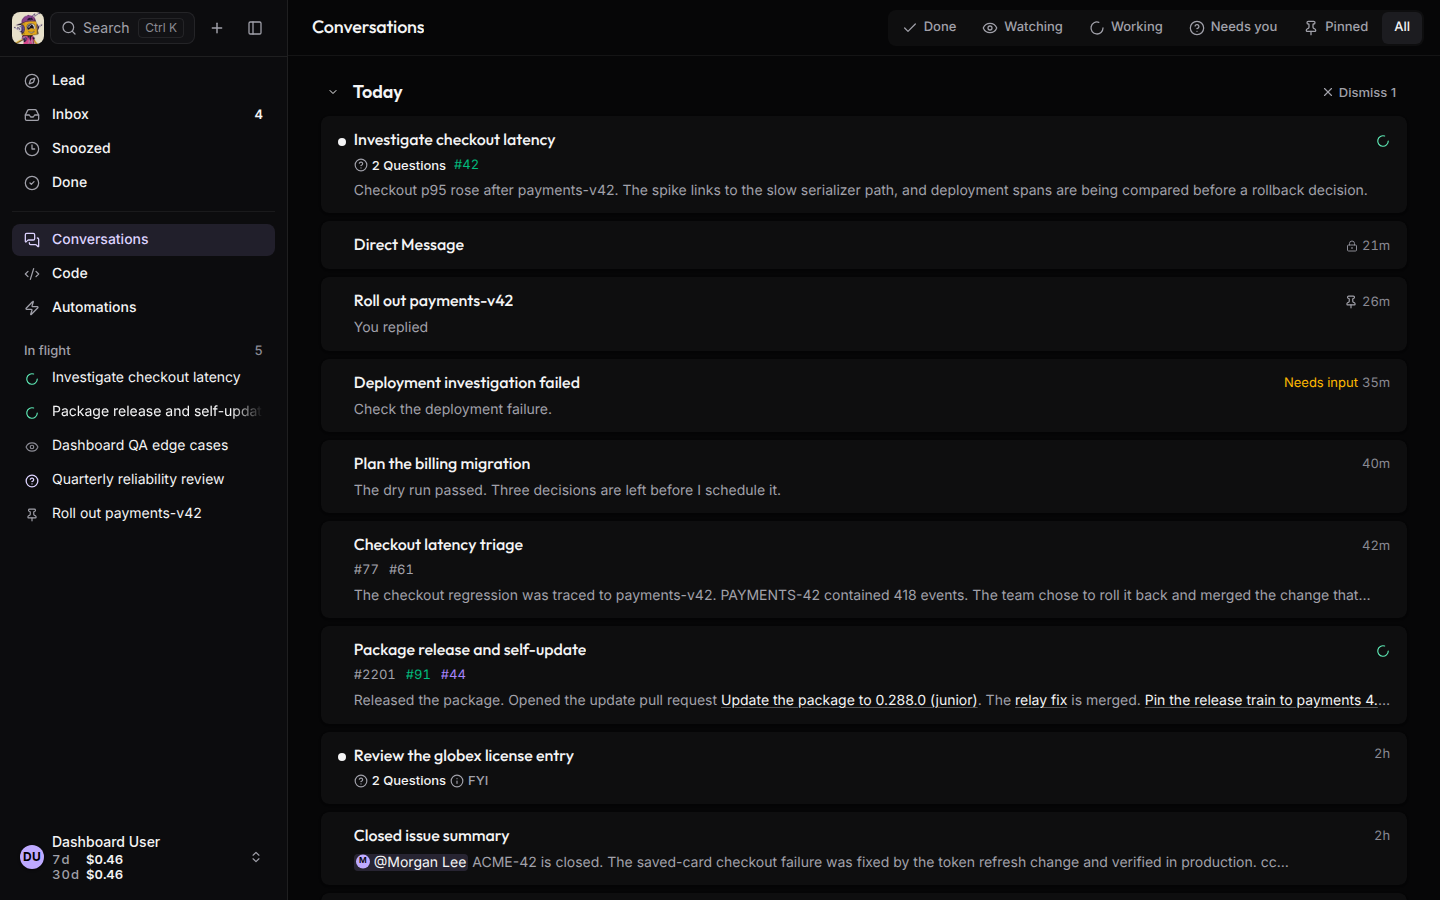 Search Ctrl K
Lead
Inbox 4
Snoozed
Done
Conversations
Code
Automations
In flight 5
Investigate checkout latency
Package release and self-updat
Dashboard QA edge cases
Quarterly reliability review
Roll out payments-v42
DU Dashboard User
7d $0.46
30d $0.46
Conversations Done Watching Working Needs you Pinned All
Today Dismiss 1
Investigate checkout latency
2 Questions #42
Checkout p95 rose after payments-v42. The spike links to the slow serializer path, and deployment spans are being compared before a rollback decision.
Direct Message 21m
Roll out payments-v42 26m
You replied
Deployment investigation failed Needs input 35m
Check the deployment failure.
Plan the billing migration 40m
The dry run passed. Three decisions are left before I schedule it.
Checkout latency triage 42m
#77 #61
The checkout regression was traced to payments-v42. PAYMENTS-42 contained 418 events. The team chose to roll it back and merged the change that...
Package release and self-update
#2201 #91 #44
Released the package. Opened the update pull request Update the package to 0.288.0 (junior). The relay fix is merged. Pin the release train to payments 4....
Review the globex license entry 2h
2 Questions FYI
Closed issue summary 2h
M @Morgan Lee ACME-42 is closed. The saved-card checkout failure was fixed by the token refresh change and verified in production. cc...